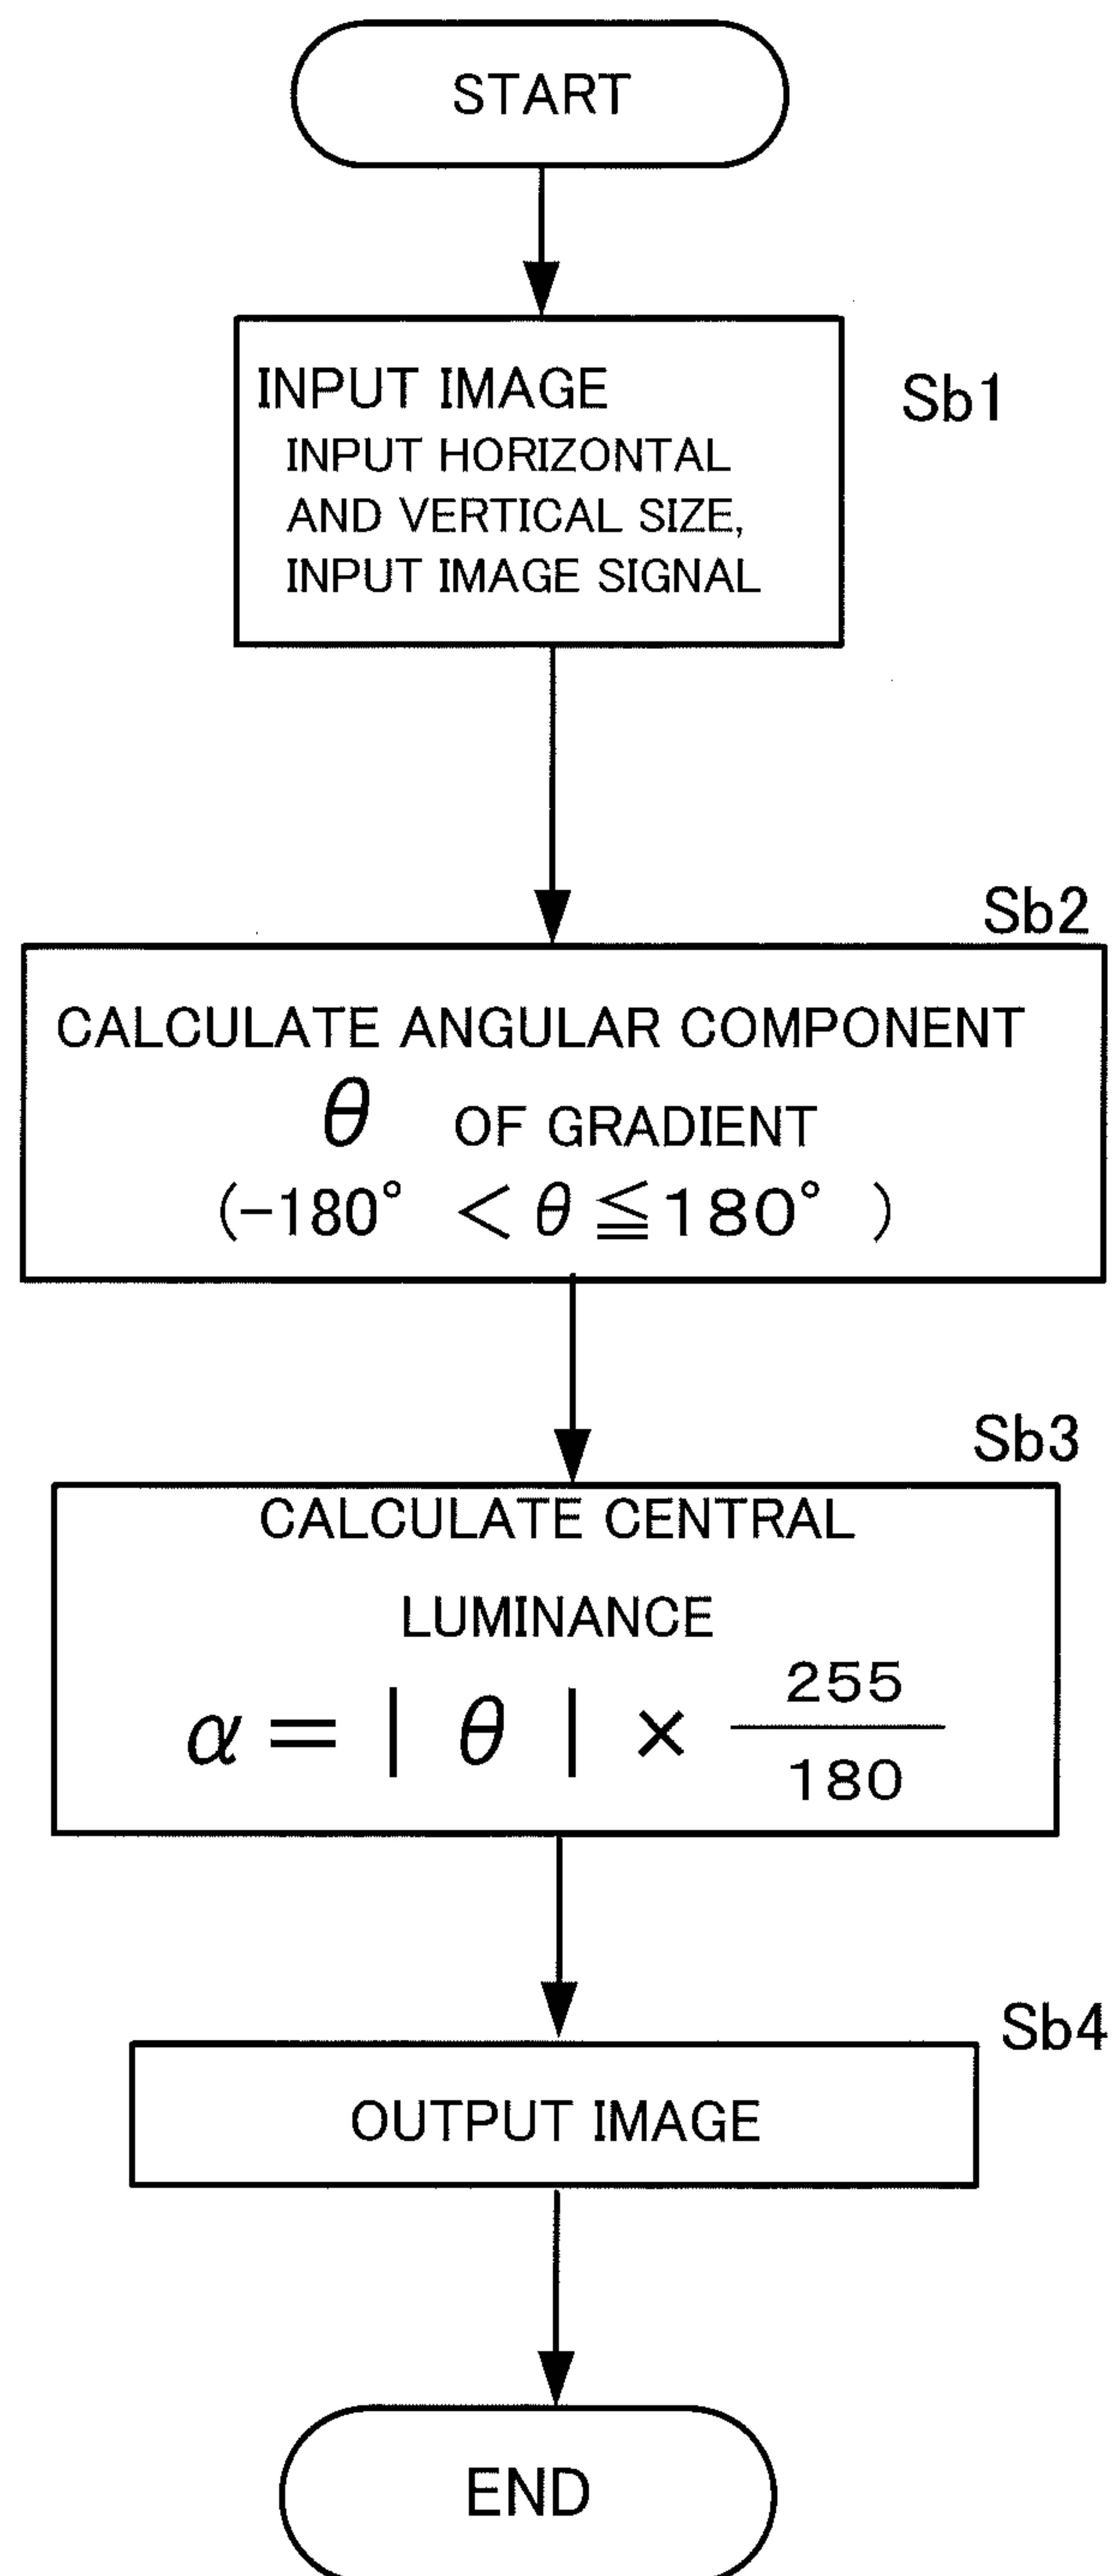 START
INPUT IMAGE
INPUT HORIZONTAL
AND VERTICAL SIZE,
INPUT IMAGE SIGNAL
Sb1
Sb2
CALCULATE ANGULAR COMPONENT
θ OF GRADIENT
(-180° < θ ≦ 180° )
Sb3
CALCULATE CENTRAL
LUMINANCE
α = | θ | × 255/180
Sb4
OUTPUT IMAGE
END